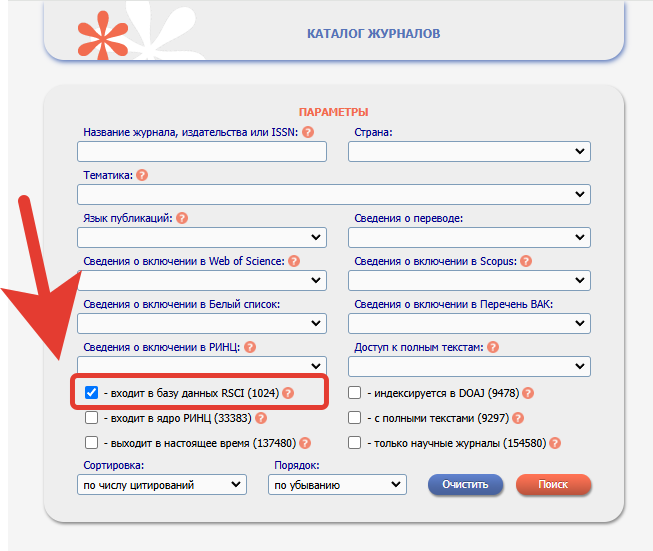 КАТАЛОГ ЖУРНАЛОВ
ПАРАМЕТРЫ
Название журнала, издательства или ISSN: ? Страна:
Тематика: ?
Язык публикаций: ? Сведения о переводе:
Сведения о включении в Web of Science: ? Сведения о включении в Scopus: ?
Сведения о включении в Белый список: Сведения о включении в Перечень ВАК:
Сведения о включении в РИНЦ: ? Доступ к полным текстам: ?
- входит в базу данных RSCI (1024) ? - индексируется в DOAJ (9478) ?
- входит в ядро РИНЦ (33383) ? - с полными текстами (9297) ?
- выходит в настоящее время (137480) ? - только научные журналы (154580) ?
Сортировка: Порядок:
по числу цитирований по убыванию Очистить Поиск